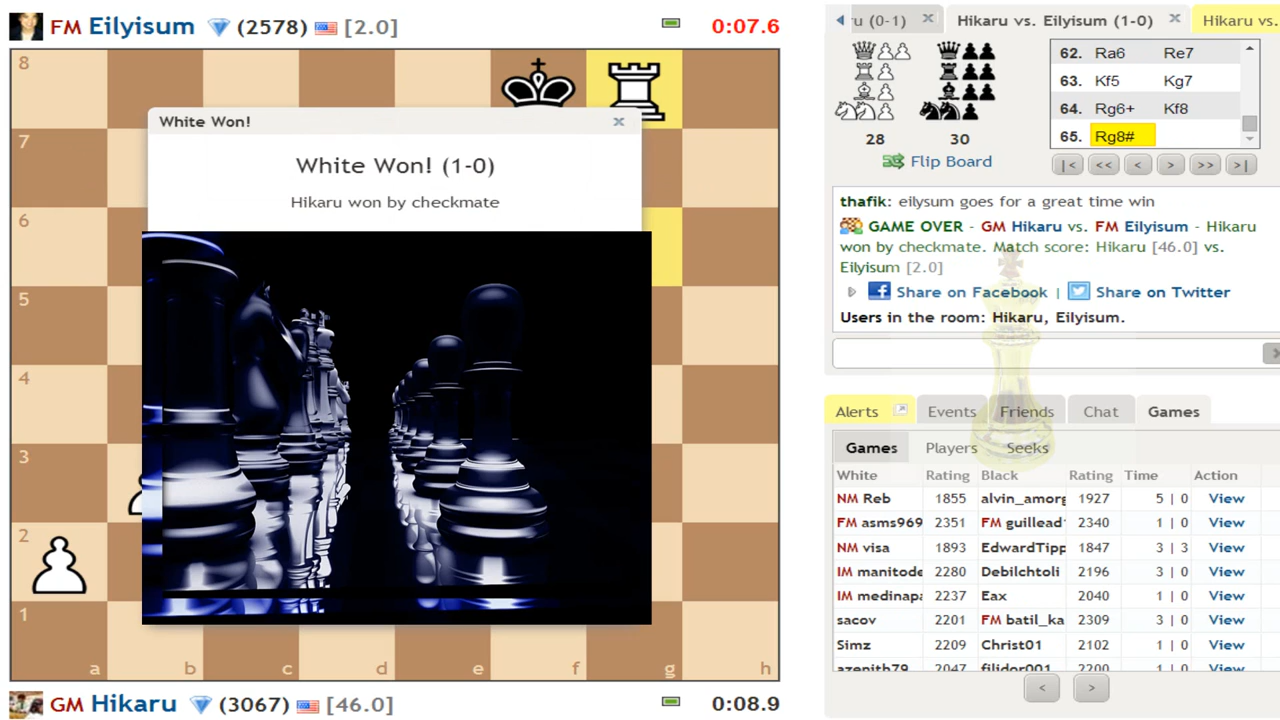 FM Eilyisum (2578) [2.0]
0:07.6
8
7
6
5
4
3
2
1
a b c d e f g h
White Won!
White Won! (1-0)
Hikaru won by checkmate
GM Hikaru (3067) [46.0]
0:08.9
ru (0-1)
Hikaru vs. Eilyisum (1-0)
Hikaru vs.
28 30
Flip Board
62. Ra6 Re7
63. Kf5 Kg7
64. Rg6+ Kf8
65. Rg8#
|< << < > >> >|
thafik: eilysum goes for a great time win
GAME OVER - GM Hikaru vs. FM Eilyisum - Hikaru
won by checkmate. Match score: Hikaru [46.0] vs.
Eilyisum [2.0]
Share on Facebook | Share on Twitter
Users in the room: Hikaru, Eilyisum.
Alerts Events Friends Chat Games
Games Players Seeks
White Rating Black Rating Time Action
NM Reb 1855 alvin_amorg 1927 5 | 0 View
FM asms969 2351 FM guillead 2340 1 | 0 View
NM visa 1893 EdwardTipp 1847 3 | 3 View
IM manitode 2280 Debilchtoli 2196 3 | 0 View
IM medinapa 2237 Eax 2040 1 | 0 View
sacov 2201 FM batil_ka 2309 3 | 0 View
Simz 2209 Christ01 2102 1 | 0 View
azenith79 2047 filidor001 2200 1 | 0 View
< >